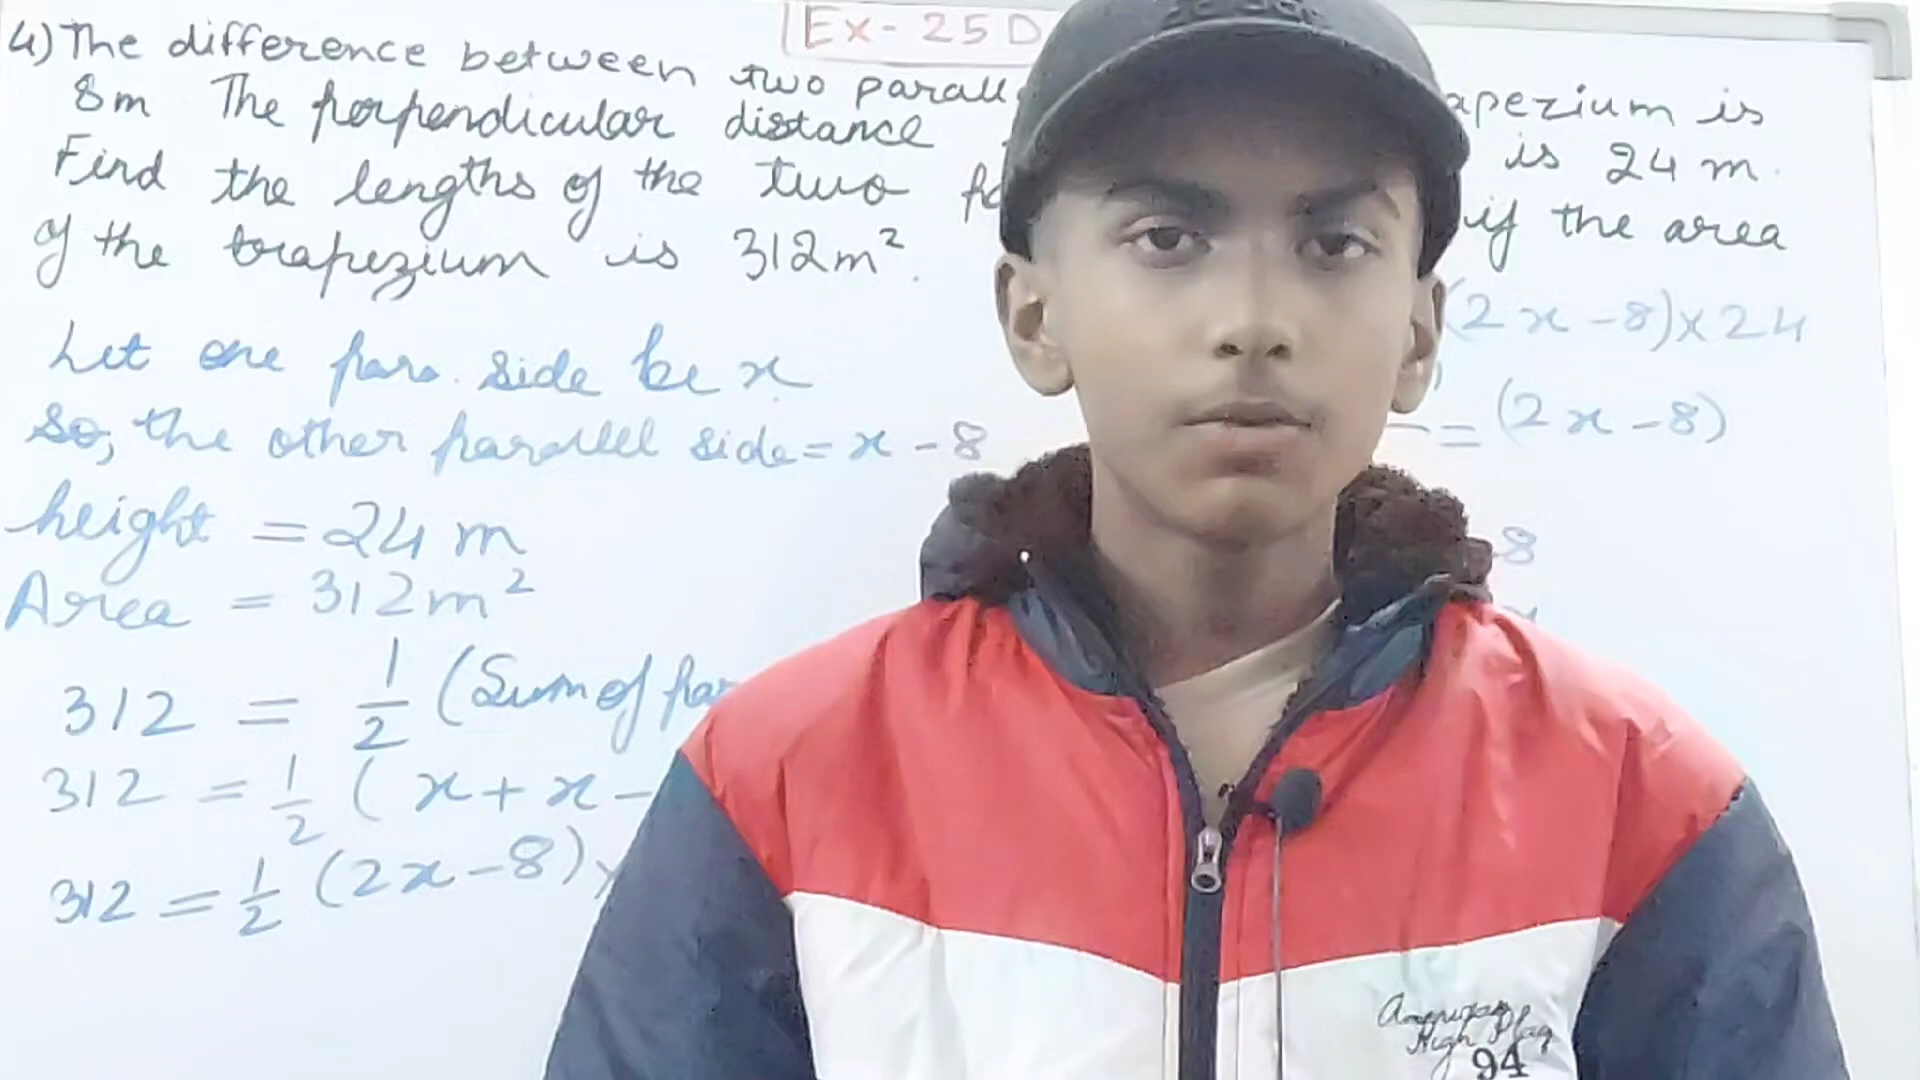 Ex-25D
4) The difference between two parall
apezium is
8m The perpendicular distance
is 24 m.
Find the lengths of the two
if the area
of the trapezium is 312m².
Let one para. side be x
so, the other parallel side = x - 8
height = 24 m
Area = 312m²
312 = 1/2 (Sum of par
312 = 1/2 ( x + x -
312 = 1/2 (2x - 8) x
(2x - 8) x 24
= (2x - 8)
8
High Flag
94